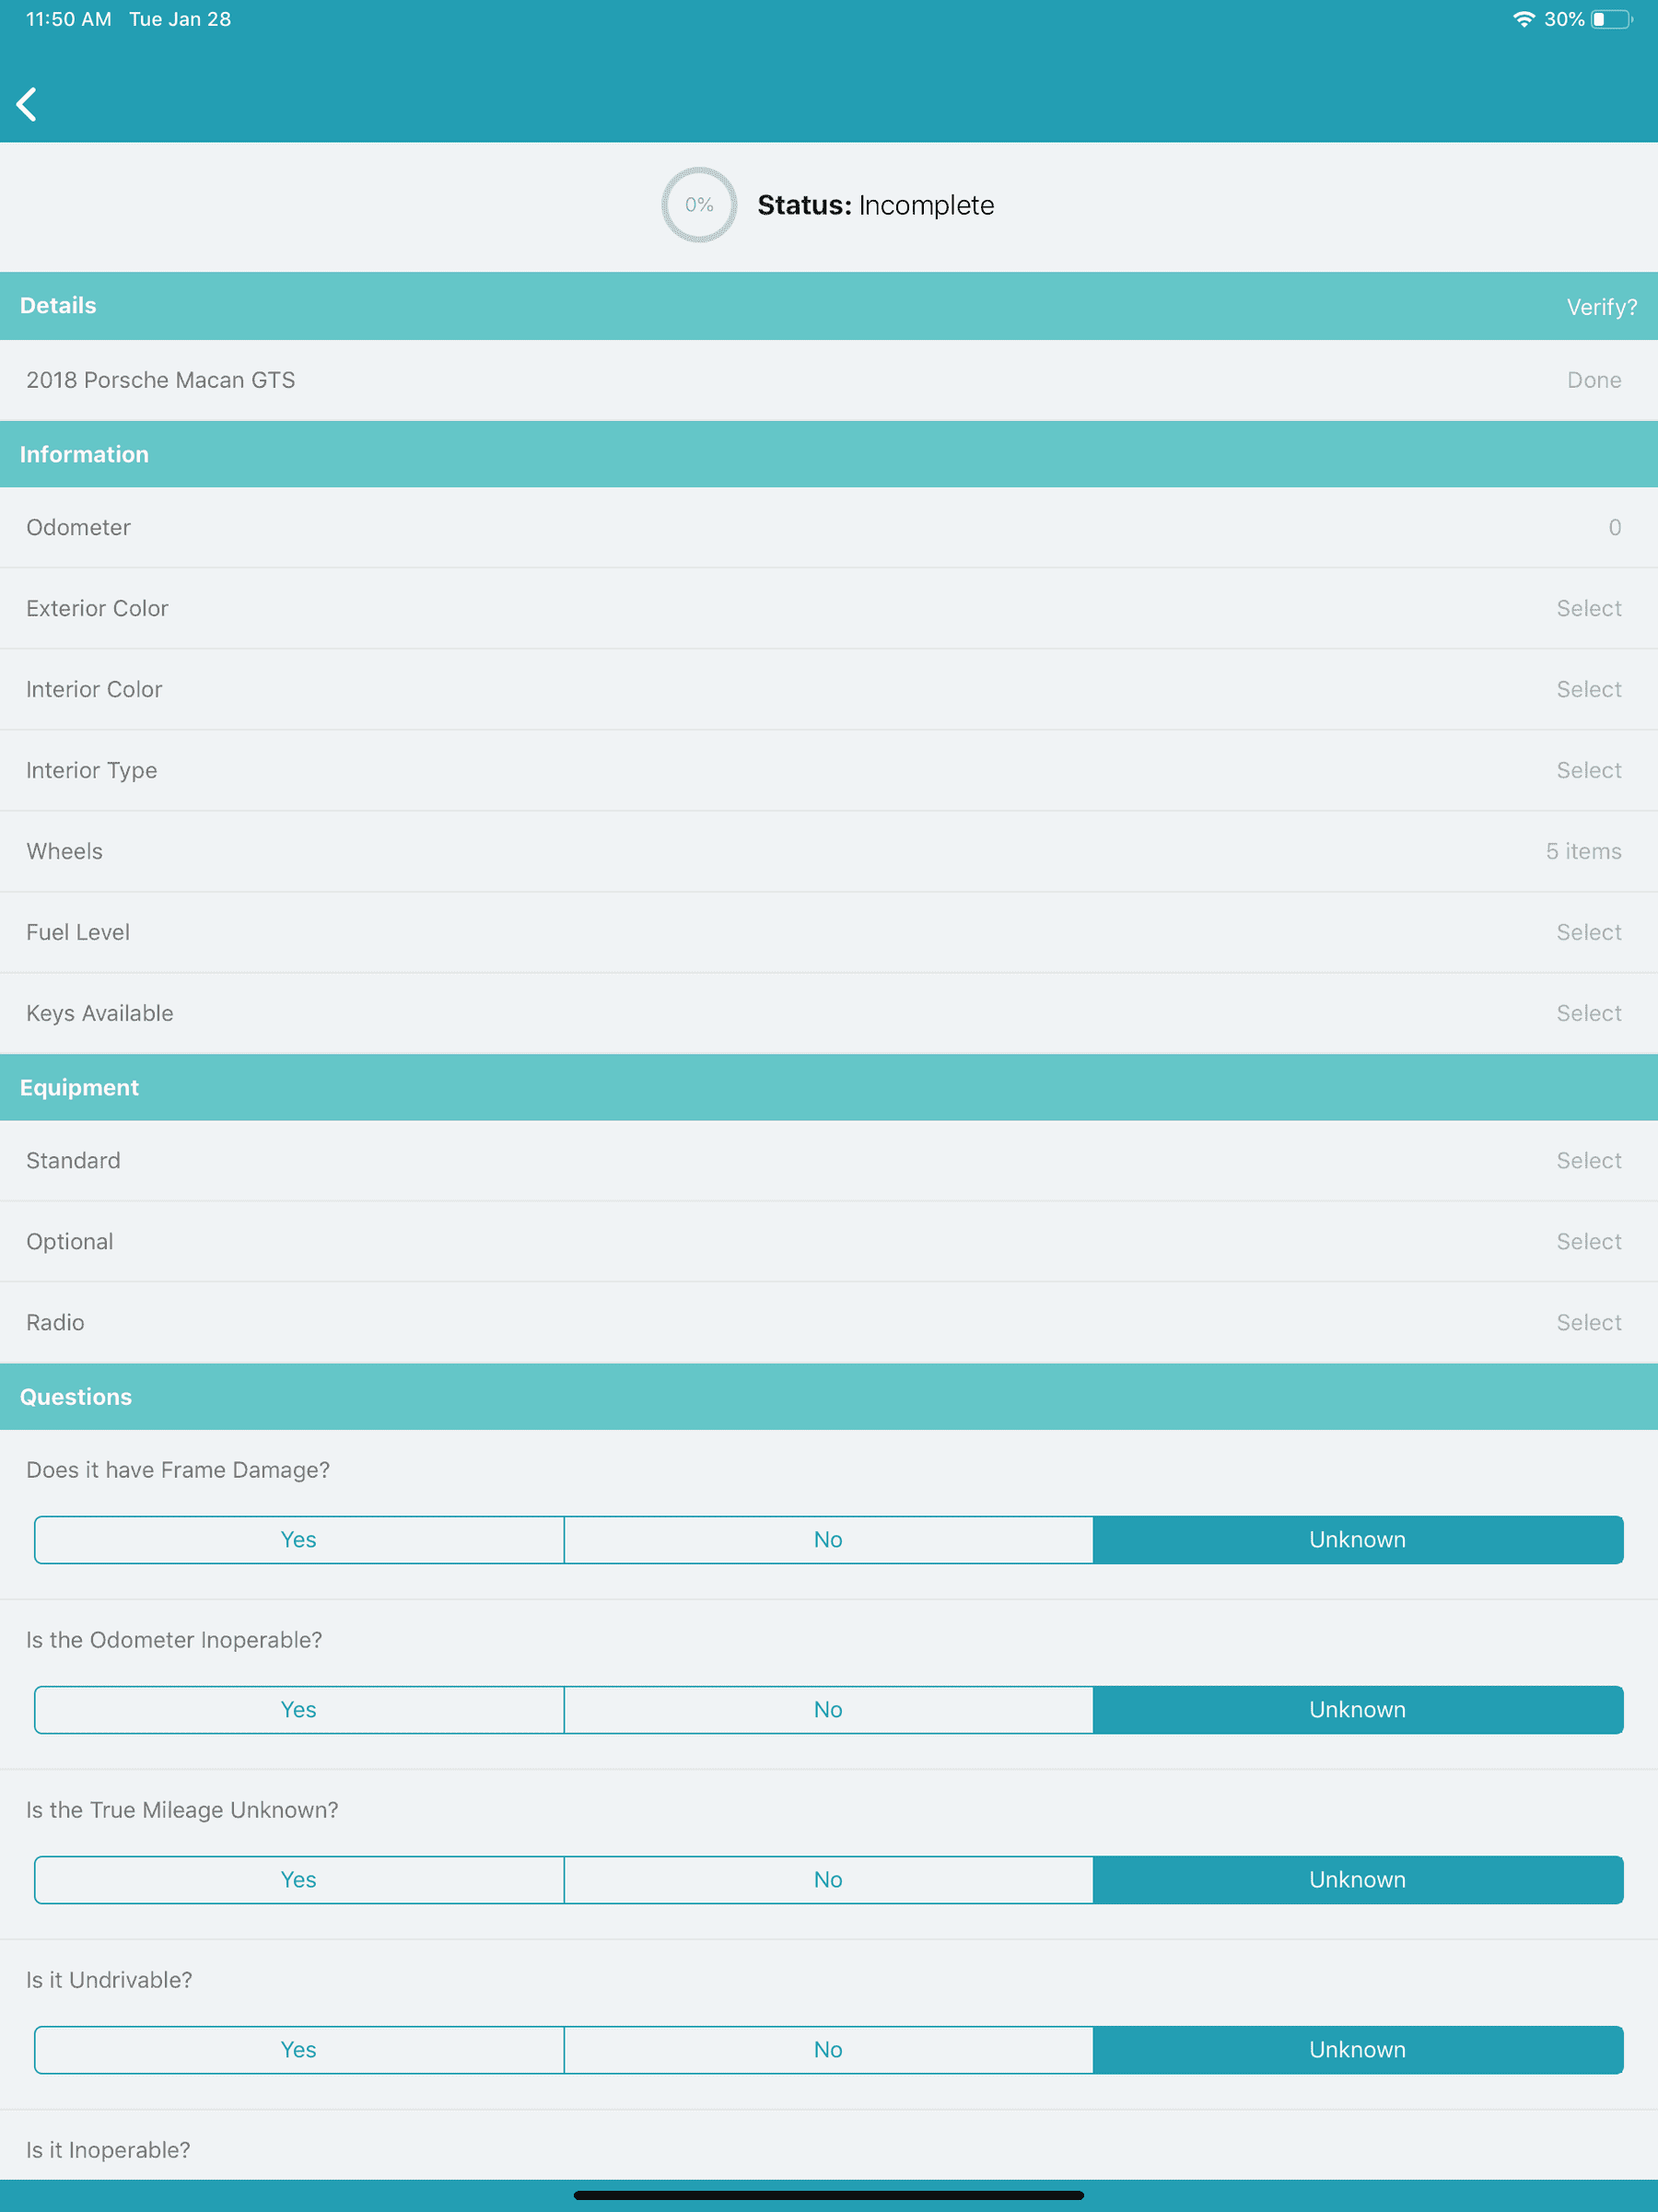 11:50 AM Tue Jan 28 30%
0% Status: Incomplete
Details Verify?
2018 Porsche Macan GTS Done
Information
Odometer 0
Exterior Color Select
Interior Color Select
Interior Type Select
Wheels 5 items
Fuel Level Select
Keys Available Select
Equipment
Standard Select
Optional Select
Radio Select
Questions
Does it have Frame Damage?
Yes No Unknown
Is the Odometer Inoperable?
Yes No Unknown
Is the True Mileage Unknown?
Yes No Unknown
Is it Undrivable?
Yes No Unknown
Is it Inoperable?